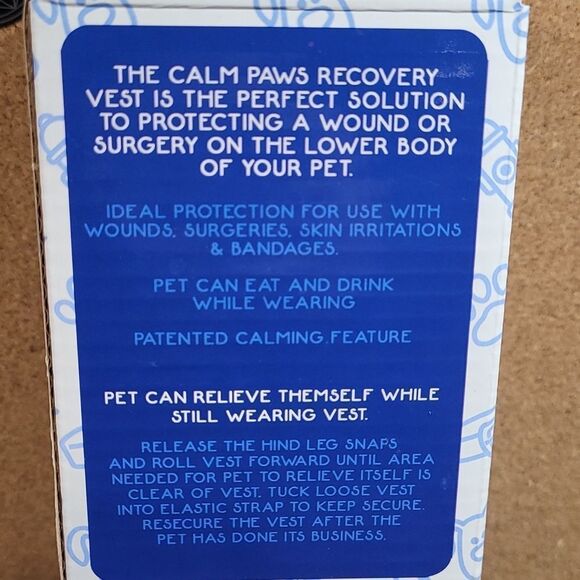 THE CALM PAWS RECOVERY
VEST IS THE PERFECT SOLUTION
TO PROTECTING A WOUND OR
SURGERY ON THE LOWER BODY
OF YOUR PET.
IDEAL PROTECTION FOR USE WITH
WOUNDS, SURGERIES, SKIN IRRITATIONS
& BANDAGES.
PET CAN EAT AND DRINK
WHILE WEARING
PATENTED CALMING FEATURE
PET CAN RELIEVE THEMSELF WHILE
STILL WEARING VEST.
RELEASE THE HIND LEG SNAPS
AND ROLL VEST FORWARD UNTIL AREA
NEEDED FOR PET TO RELIEVE ITSELF IS
CLEAR OF VEST. TUCK LOOSE VEST
INTO ELASTIC STRAP TO KEEP SECURE.
RESECURE THE VEST AFTER THE
PET HAS DONE ITS BUSINESS.